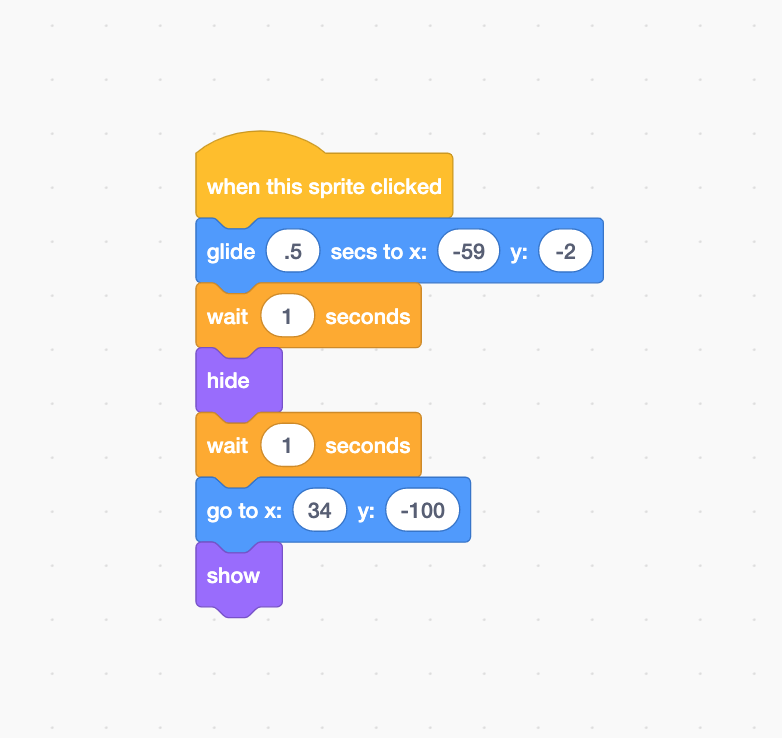 when this sprite clicked
glide .5 secs to x: -59 y: -2
wait 1 seconds
hide
wait 1 seconds
go to x: 34 y: -100
show